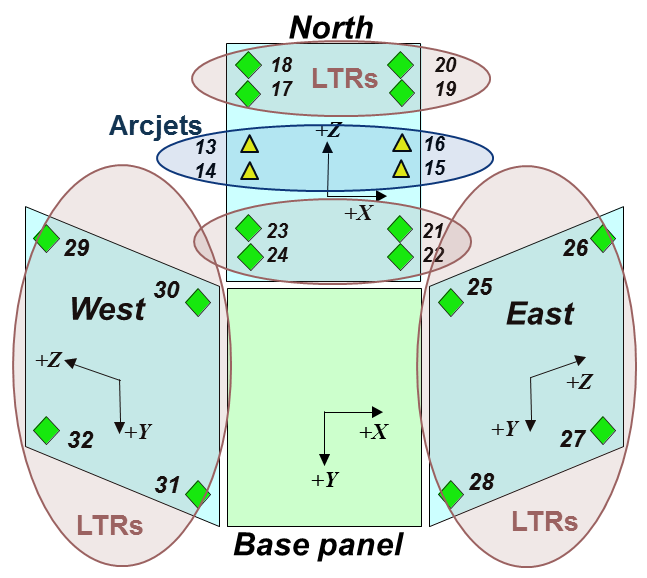 North
18 LTRs 20
17 19
Arcjets
13 +Z 16
14 15
+X
23 21
24 22
29 26
30 25
West East
+Z +Z
+X
32 +Y +Y 27
+Y
31 28
LTRs LTRs
Base panel